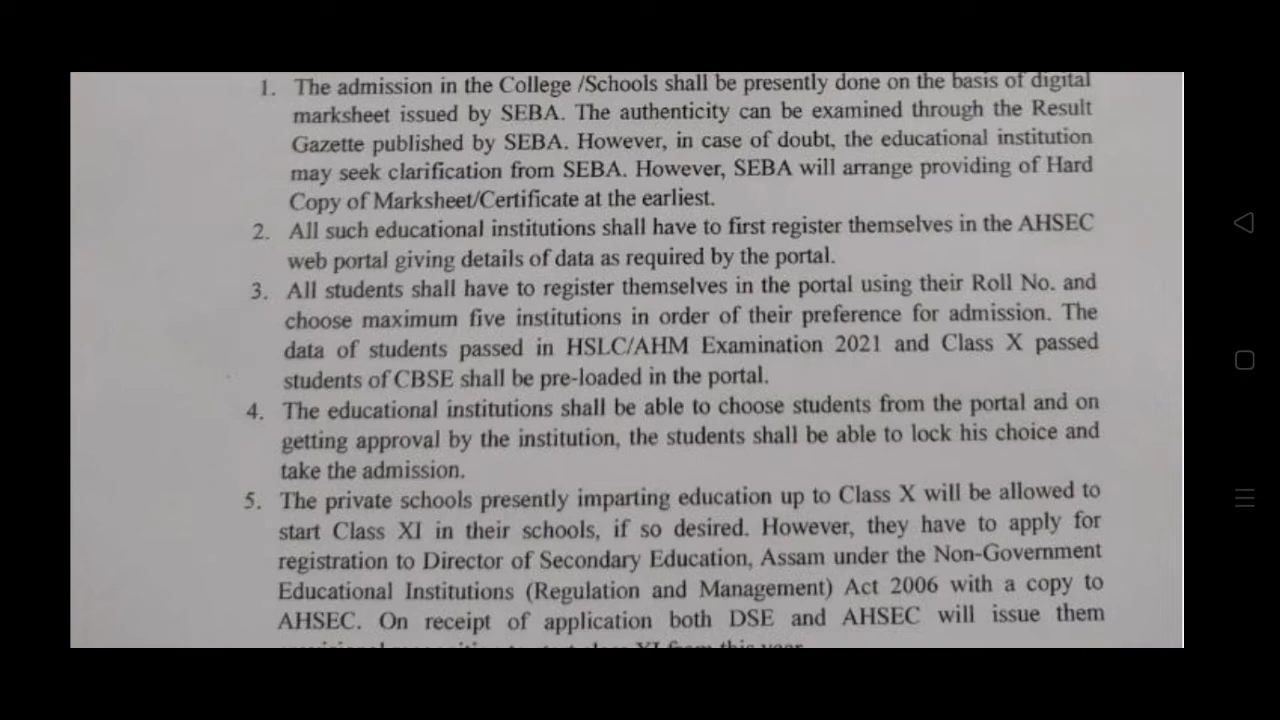 1. The admission in the College /Schools shall be presently done on the basis of digital
marksheet issued by SEBA. The authenticity can be examined through the Result
Gazette published by SEBA. However, in case of doubt, the educational institution
may seek clarification from SEBA. However, SEBA will arrange providing of Hard
Copy of Marksheet/Certificate at the earliest.
2. All such educational institutions shall have to first register themselves in the AHSEC
web portal giving details of data as required by the portal.
3. All students shall have to register themselves in the portal using their Roll No. and
choose maximum five institutions in order of their preference for admission. The
data of students passed in HSLC/AHM Examination 2021 and Class X passed
students of CBSE shall be pre-loaded in the portal.
4. The educational institutions shall be able to choose students from the portal and on
getting approval by the institution, the students shall be able to lock his choice and
take the admission.
5. The private schools presently imparting education up to Class X will be allowed to
start Class XI in their schools, if so desired. However, they have to apply for
registration to Director of Secondary Education, Assam under the Non-Government
Educational Institutions (Regulation and Management) Act 2006 with a copy to
AHSEC. On receipt of application both DSE and AHSEC will issue them
XI from this year